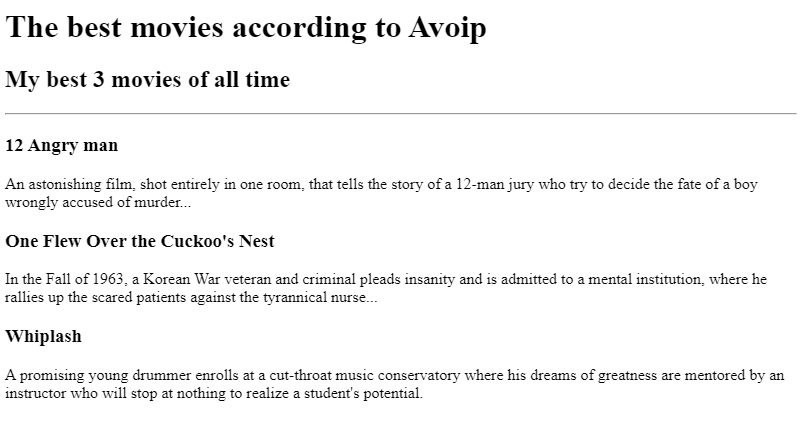 The best movies according to Avoip
My best 3 movies of all time
12 Angry man
An astonishing film, shot entirely in one room, that tells the story of a 12-man jury who try to decide the fate of a boy
wrongly accused of murder...
One Flew Over the Cuckoo's Nest
In the Fall of 1963, a Korean War veteran and criminal pleads insanity and is admitted to a mental institution, where he
rallies up the scared patients against the tyrannical nurse...
Whiplash
A promising young drummer enrolls at a cut-throat music conservatory where his dreams of greatness are mentored by an
instructor who will stop at nothing to realize a student's potential.